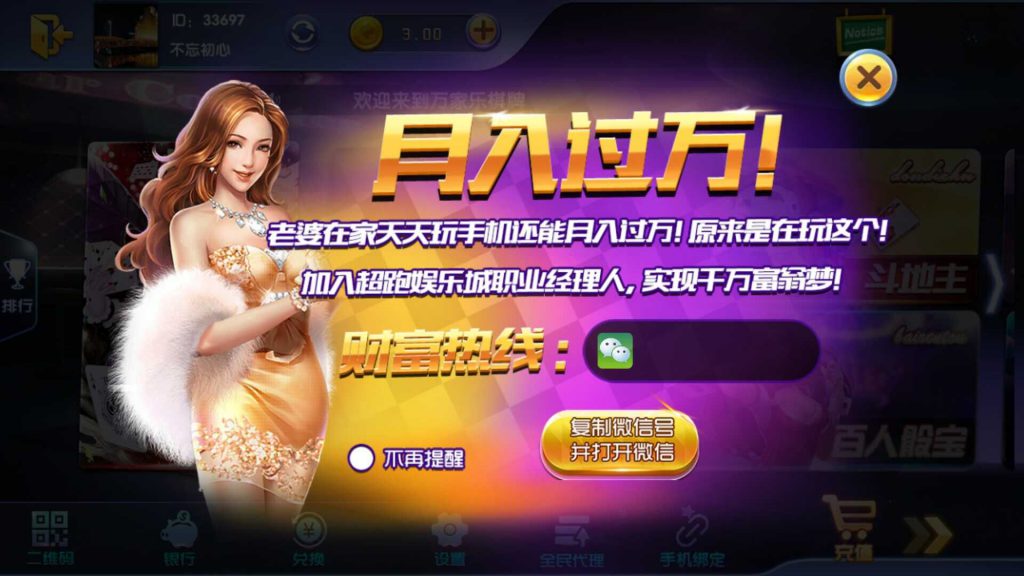 ID：33697
不忘初心
3.00
Notice
欢迎来到万家乐棋牌
月入过万！
老婆在家天天玩手机还能月入过万！原来是在玩这个！
加入超跑娱乐城职业经理人，实现千万富翁梦！
财富热线：
复制微信号
并打开微信
不再提醒
排行
斗地主
百人骰宝
二维码
银行
兑换
设置
全民代理
手机绑定
充值